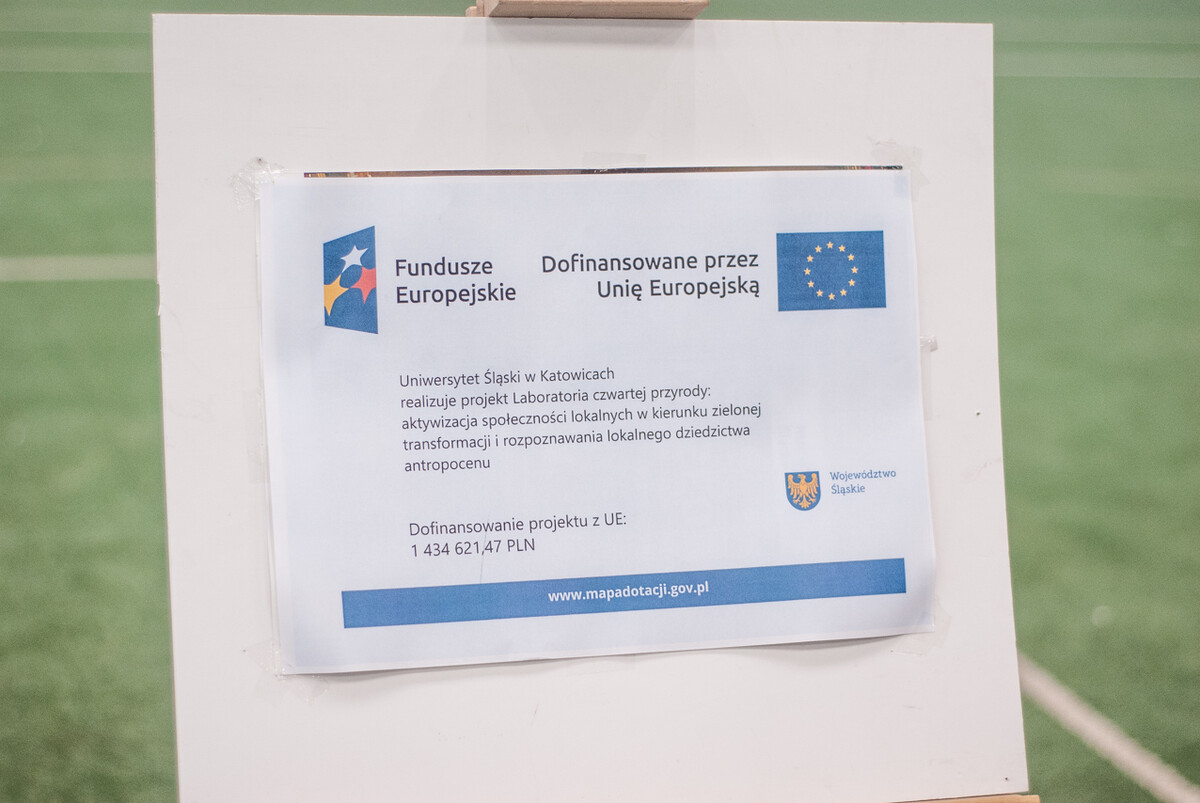 Fundusze
Europejskie
Dofinansowane przez
Unię Europejską
Uniwersytet Śląski w Katowicach
realizuje projekt Laboratoria czwartej przyrody:
aktywizacja społeczności lokalnych w kierunku zielonej
transformacji i rozpoznawania lokalnego dziedzictwa
antropocenu
Województwo
Śląskie
Dofinansowanie projektu z UE:
1 434 621,47 PLN
www.mapadotacji.gov.pl